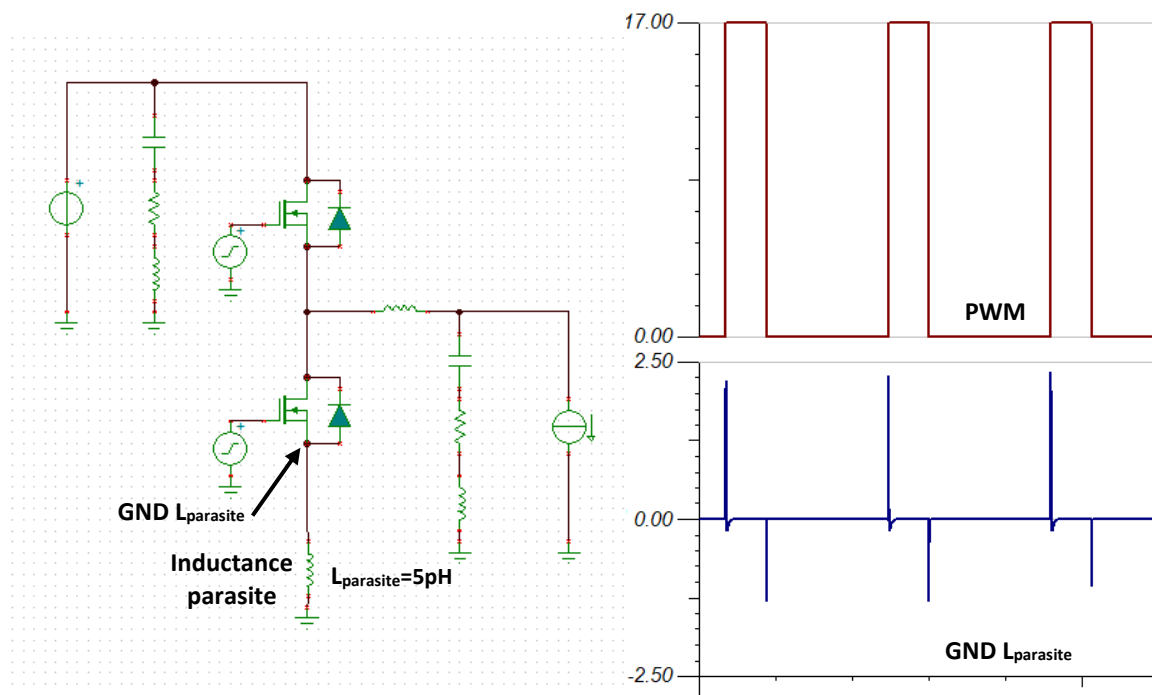 GND Lparasite
Inductance
parasite
Lparasite=5pH
17.00
PWM
0.00
2.50
0.00
GND Lparasite
-2.50